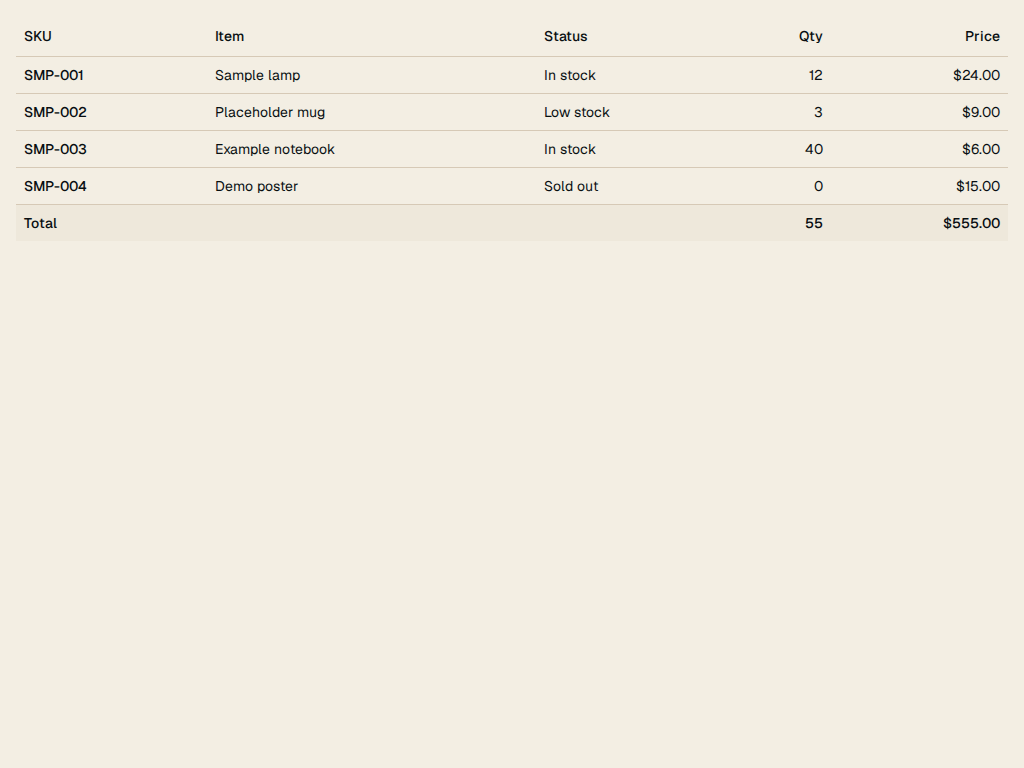 SKU Item Status Qty Price
SMP-001 Sample lamp In stock 12 $24.00
SMP-002 Placeholder mug Low stock 3 $9.00
SMP-003 Example notebook In stock 40 $6.00
SMP-004 Demo poster Sold out 0 $15.00
Total 55 $555.00